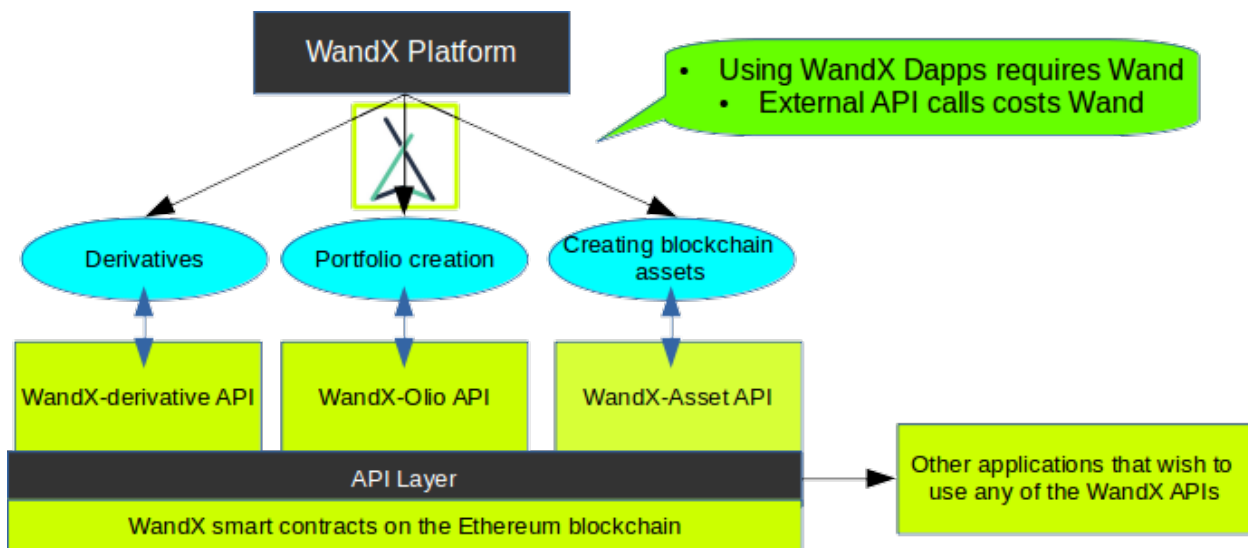 WandX Platform
• Using WandX Dapps requires Wand
• External API calls costs Wand
Derivatives
Portfolio creation
Creating blockchain
assets
WandX-derivative API
WandX-Olio API
WandX-Asset API
API Layer
Other applications that wish to
use any of the WandX APIs
WandX smart contracts on the Ethereum blockchain